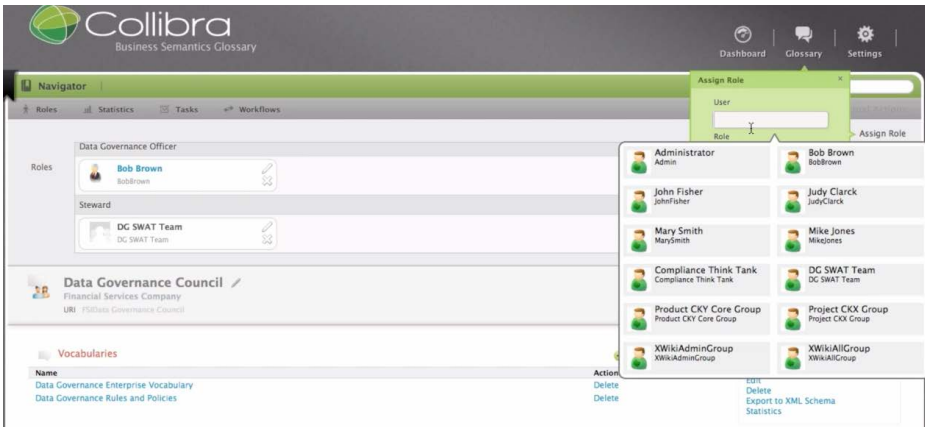 Collibra
Business Semantics Glossary
Dashboard
Glossary
Settings
Navigator
Roles
Statistics
Tasks
Workflows
Assign Role
×
User
Role
Assign Role
Data Governance Officer
Roles
Bob Brown
BobBrown
Steward
DG SWAT Team
DG SWAT Team
Administrator
Admin
Bob Brown
BobBrown
John Fisher
JohnFisher
Judy Clarck
JudyClarck
Mary Smith
MarySmith
Mike Jones
MikeJones
Compliance Think Tank
Compliance Think Tank
DG SWAT Team
DG SWAT Team
Product CKY Core Group
Product CKY Core Group
Project CKX Group
Project CKX Group
XWikiAdminGroup
XWikiAdminGroup
XWikiAllGroup
XWikiAllGroup
Data Governance Council
Financial Services Company
URI
Data Governance Council
Vocabularies
Name
Action
Data Governance Enterprise Vocabulary
Delete
Data Governance Rules and Policies
Delete
Edit
Delete
Export to XML Schema
Statistics